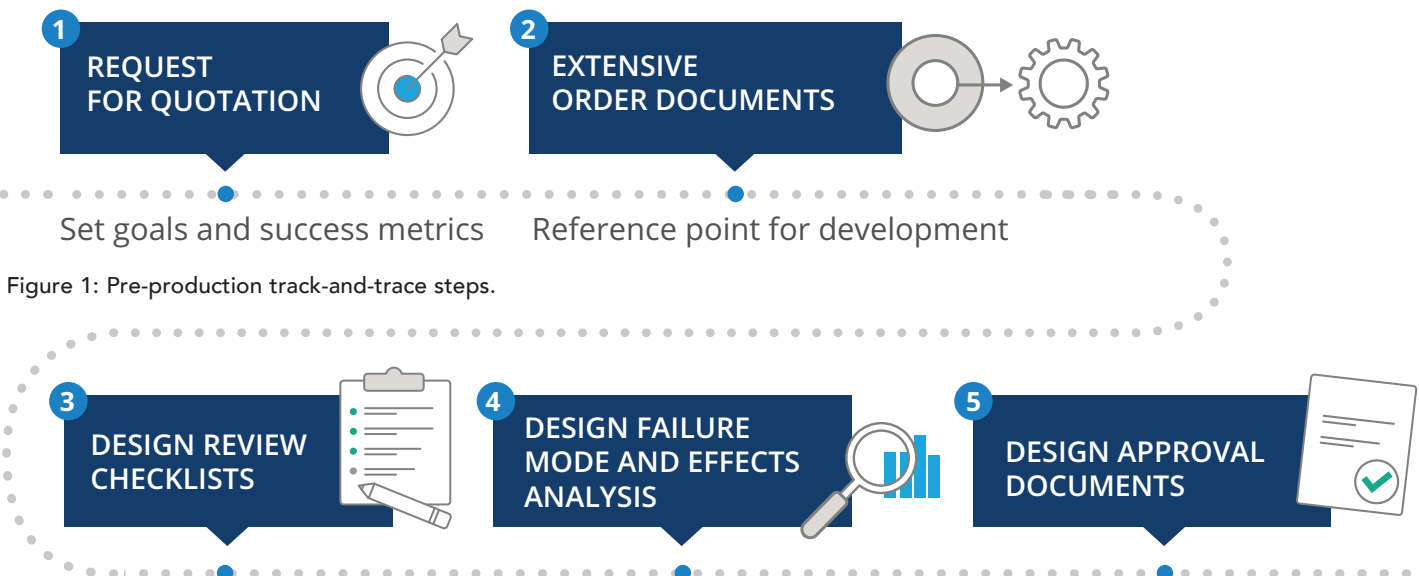 1
REQUEST
FOR QUOTATION
2
EXTENSIVE
ORDER DOCUMENTS
Set goals and success metrics
Reference point for development
Figure 1: Pre-production track-and-trace steps.
3
DESIGN REVIEW
CHECKLISTS
4
DESIGN FAILURE
MODE AND EFFECTS
ANALYSIS
5
DESIGN APPROVAL
DOCUMENTS